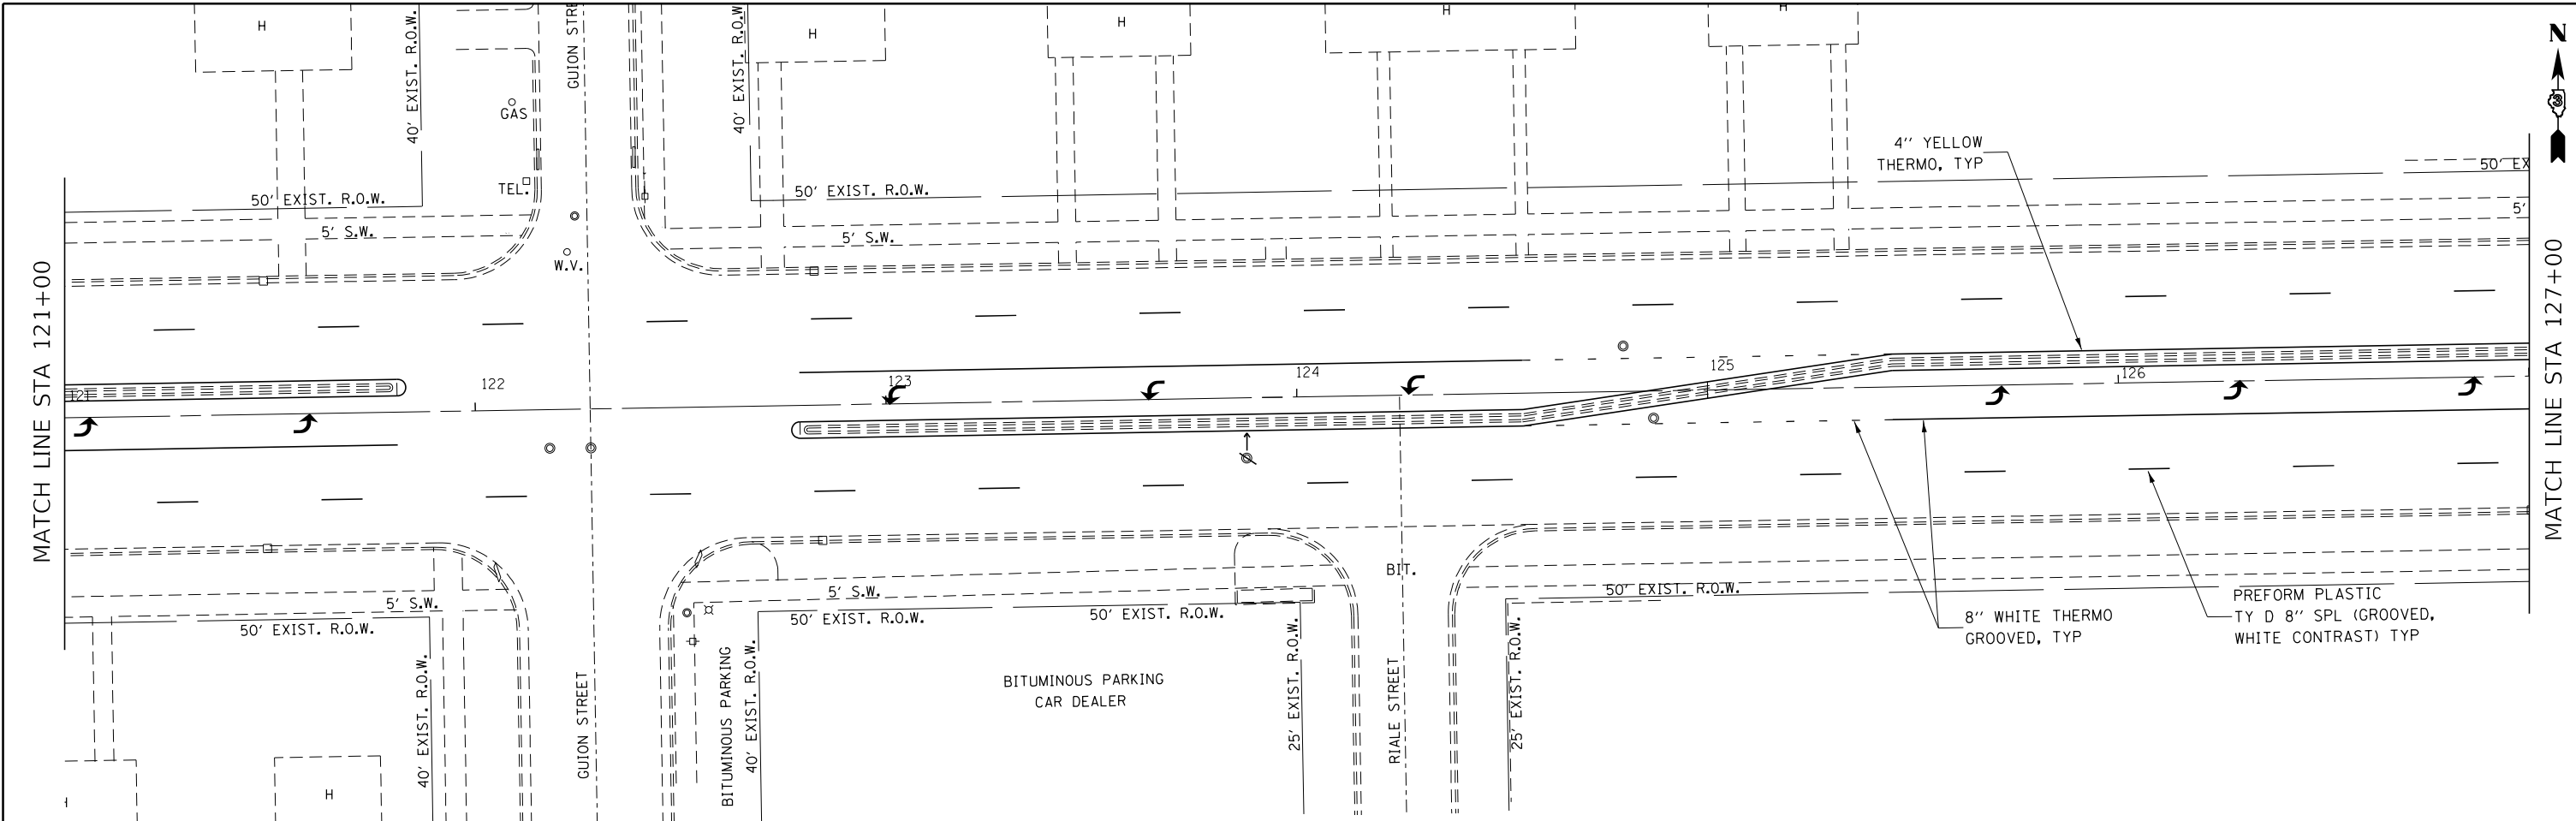 H
H
H
H
H
N
3
40' EXIST. R.O.W.
GUION STRE
40' EXIST. R.O.W.
GAS
TEL.
W.V.
4'' YELLOW
THERMO, TYP
50' EXIST. R.O.W.
50' EXIST. R.O.W.
50' EX
5' S.W.
5' S.W.
5'
MATCH LINE STA 121+00
MATCH LINE STA 127+00
121
122
123
124
125
126
BIT.
5' S.W.
5' S.W.
50' EXIST. R.O.W.
50' EXIST. R.O.W.
50' EXIST. R.O.W.
50' EXIST. R.O.W.
8'' WHITE THERMO
GROOVED, TYP
PREFORM PLASTIC
TY D 8'' SPL (GROOVED,
WHITE CONTRAST) TYP
40' EXIST. R.O.W.
GUION STREET
BITUMINOUS PARKING
40' EXIST. R.O.W.
BITUMINOUS PARKING
CAR DEALER
25' EXIST. R.O.W.
RIALE STREET
25' EXIST. R.O.W.
H